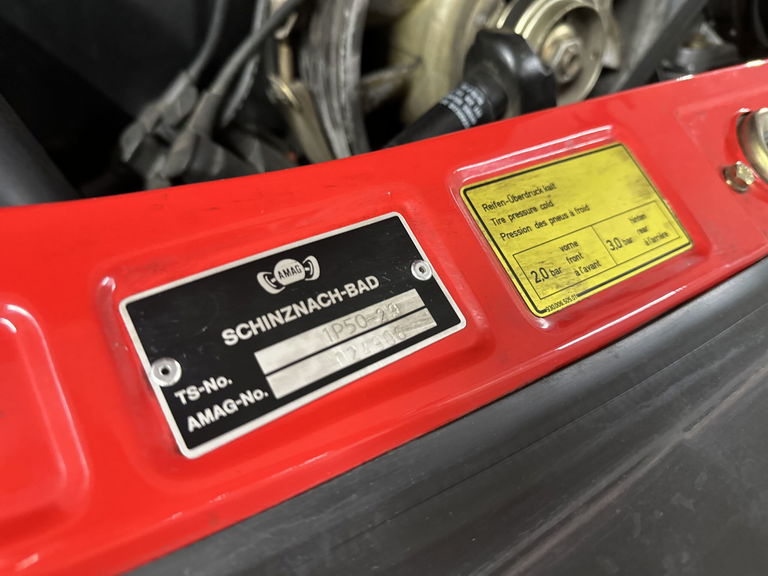 AMAG
SCHINZNACH-BAD
TS-No.
1P50-20
AMAG-No.
Reifen-Überdruck kalt
Tire pressure cold
Pression des pneus à froid
2,0 bar
vorne
front
à l'avant
3,0 bar
hinten
rear
à l'arrière